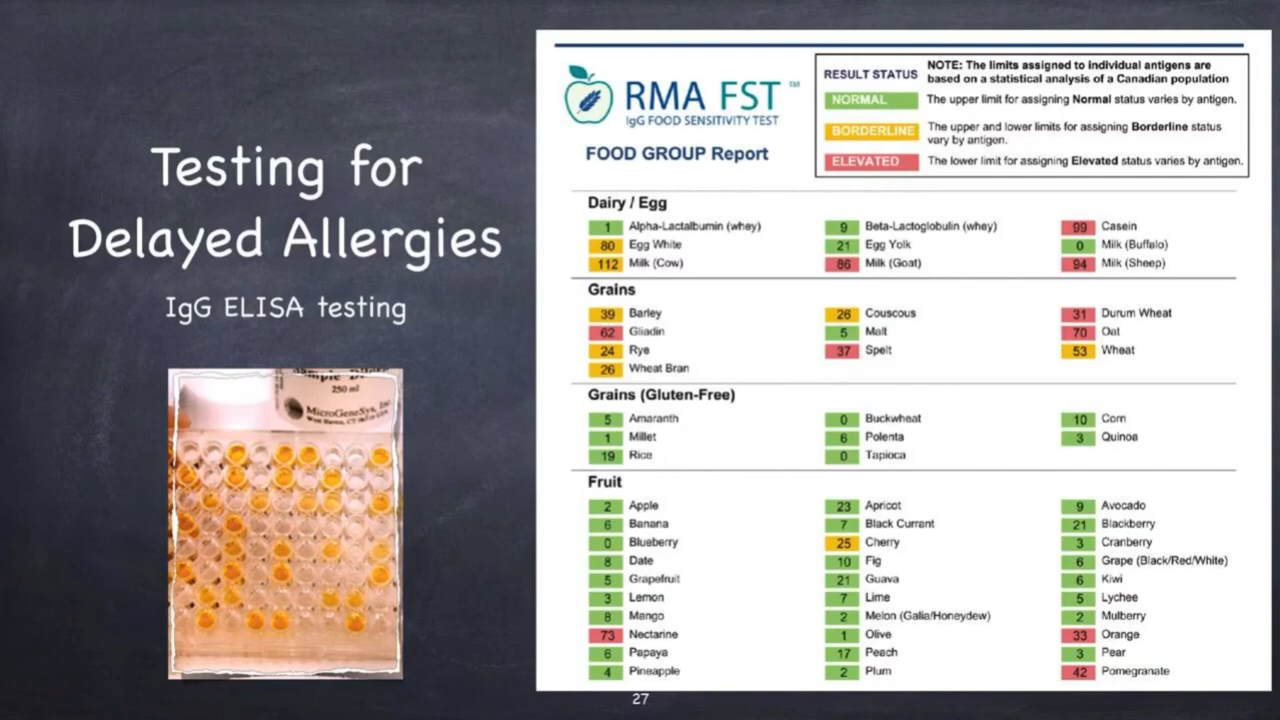 Testing for
Delayed Allergies
IgG ELISA testing
250 ml
MicroGeneSys, Inc
West Haven, CT
RMA FST ™
IgG FOOD SENSITIVITY TEST
FOOD GROUP Report
RESULT STATUS
NOTE: The limits assigned to individual antigens are
based on a statistical analysis of a Canadian population
NORMAL The upper limit for assigning Normal status varies by antigen.
BORDERLINE The upper and lower limits for assigning Borderline status
vary by antigen.
ELEVATED The lower limit for assigning Elevated status varies by antigen.
Dairy / Egg
1 Alpha-Lactalbumin (whey) 9 Beta-Lactoglobulin (whey) 99 Casein
80 Egg White 21 Egg Yolk 0 Milk (Buffalo)
112 Milk (Cow) 86 Milk (Goat) 94 Milk (Sheep)
Grains
39 Barley 26 Couscous 31 Durum Wheat
62 Gliadin 5 Malt 70 Oat
24 Rye 37 Spelt 53 Wheat
26 Wheat Bran
Grains (Gluten-Free)
5 Amaranth 0 Buckwheat 10 Corn
1 Millet 6 Polenta 3 Quinoa
19 Rice 0 Tapioca
Fruit
2 Apple 23 Apricot 9 Avocado
6 Banana 7 Black Currant 21 Blackberry
0 Blueberry 25 Cherry 3 Cranberry
8 Date 10 Fig 6 Grape (Black/Red/White)
5 Grapefruit 21 Guava 6 Kiwi
3 Lemon 7 Lime 5 Lychee
8 Mango 2 Melon (Galia/Honeydew) 2 Mulberry
73 Nectarine 1 Olive 33 Orange
6 Papaya 17 Peach 3 Pear
4 Pineapple 2 Plum 42 Pomegranate
27